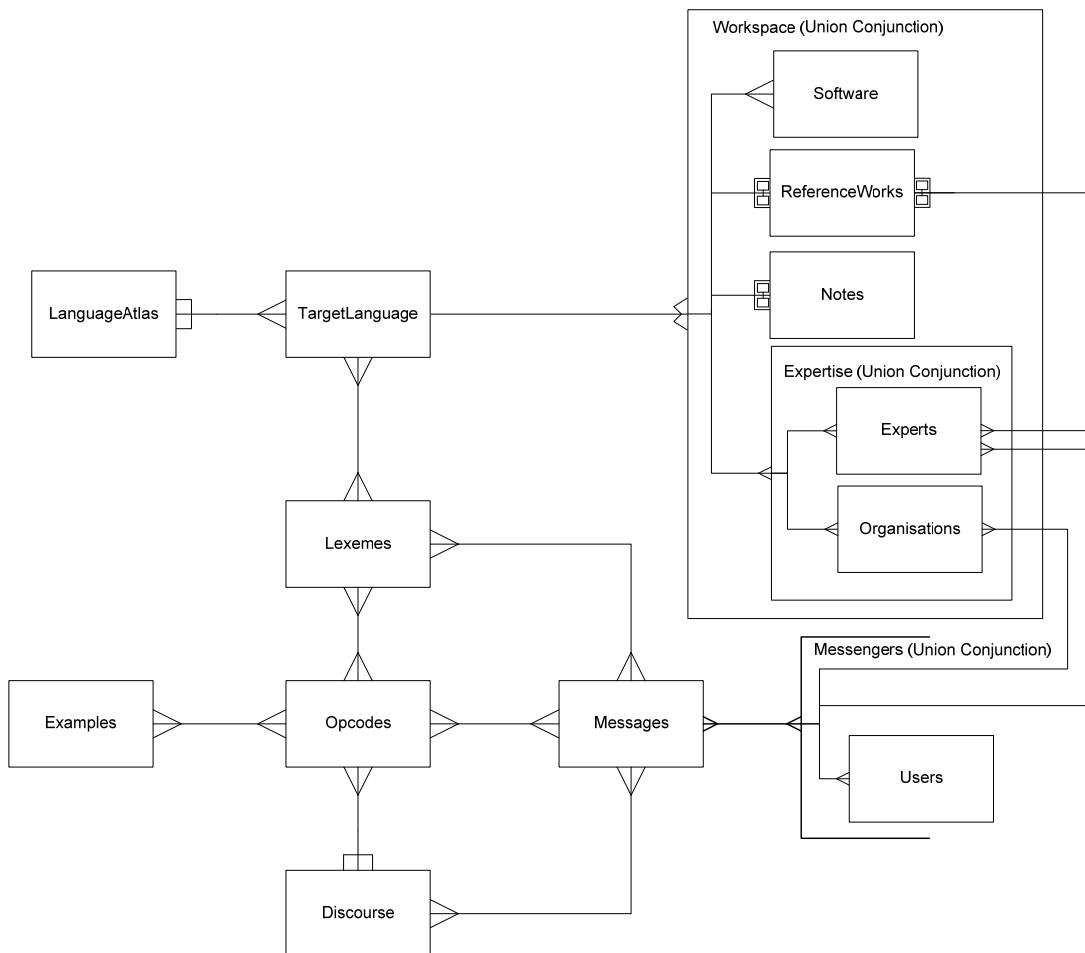 Workspace (Union Conjunction)
Software
ReferenceWorks
LanguageAtlas
TargetLanguage
Notes
Expertise (Union Conjunction)
Experts
Organisations
Lexemes
Messengers (Union Conjunction)
Examples
Opcodes
Messages
Users
Discourse